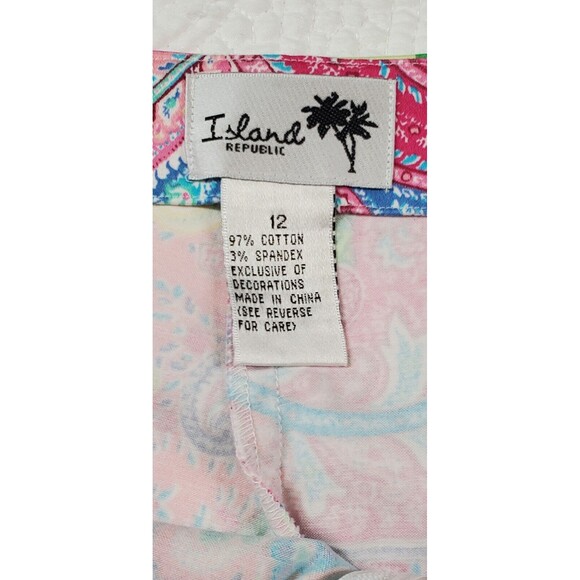 Island
REPUBLIC
12
97% COTTON
3% SPANDEX
EXCLUSIVE OF
DECORATIONS
MADE IN CHINA
(SEE REVERSE
FOR CARE)